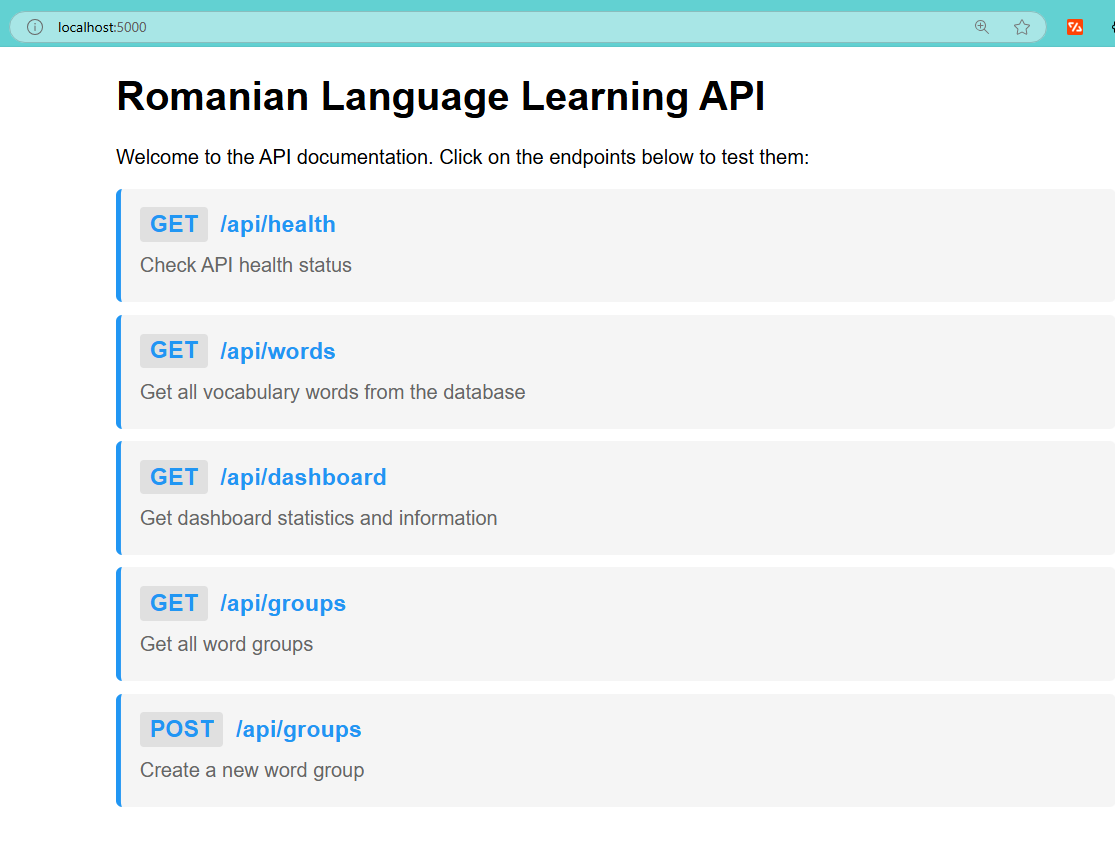 localhost:5000
Romanian Language Learning API
Welcome to the API documentation. Click on the endpoints below to test them:
GET /api/health
Check API health status
GET /api/words
Get all vocabulary words from the database
GET /api/dashboard
Get dashboard statistics and information
GET /api/groups
Get all word groups
POST /api/groups
Create a new word group